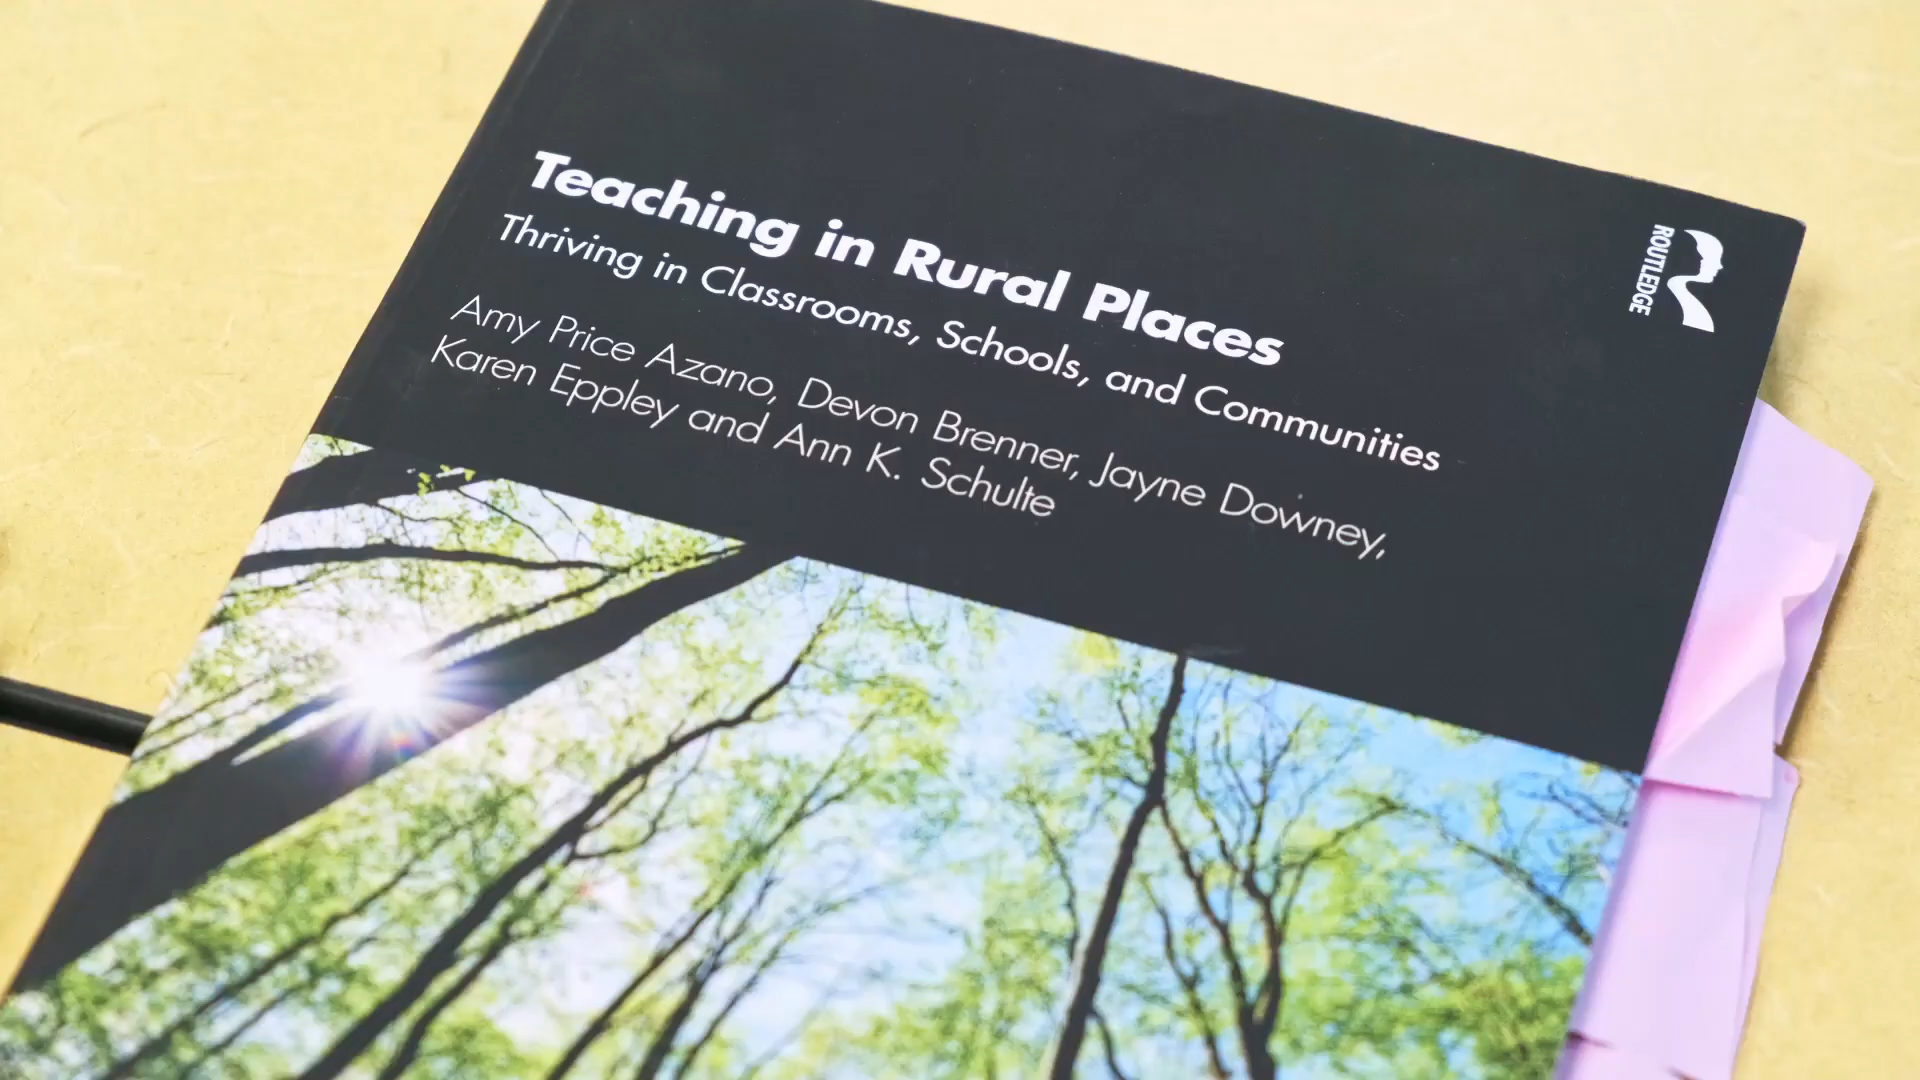 Teaching in Rural Places
Thriving in Classrooms, Schools, and Communities
Amy Price Azano, Devon Brenner, Jayne Downey,
Karen Eppley and Ann K. Schulte
ROUTLEDGE